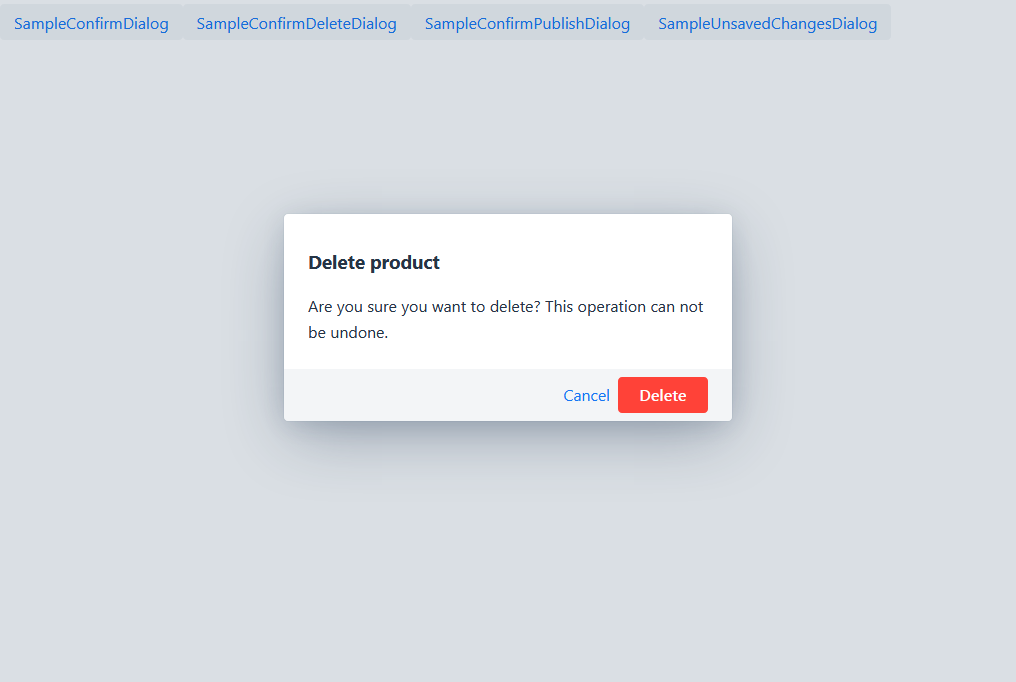 SampleConfirmDialog SampleConfirmDeleteDialog SampleConfirmPublishDialog SampleUnsavedChangesDialog
Delete product
Are you sure you want to delete? This operation can not
be undone.
Cancel Delete